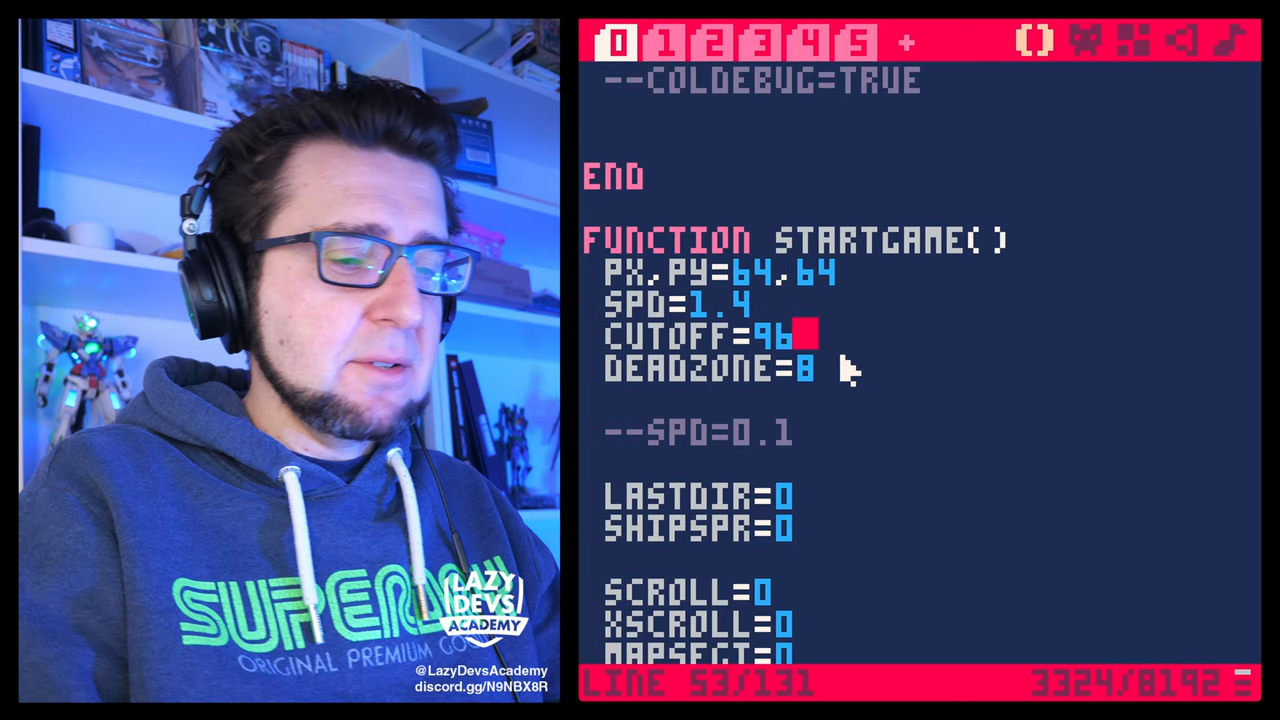 0 1 2 3 4 5 +
--COLDEBUG=TRUE
END
FUNCTION STARTGAME()
PX,PY=64,64
SPD=1.4
CUTOFF=96
DEADZONE=8
--SPD=0.1
LASTDIR=0
SHIPSPR=0
SCROLL=0
XSCROLL=0
MAPSEGI=0
LINE 53/131
3324/8192
ORIGINAL PREMIUM
LAZY
DEVS
ACADEMY
@LazyDevsAcademy
discord.gg/N9NBX8R